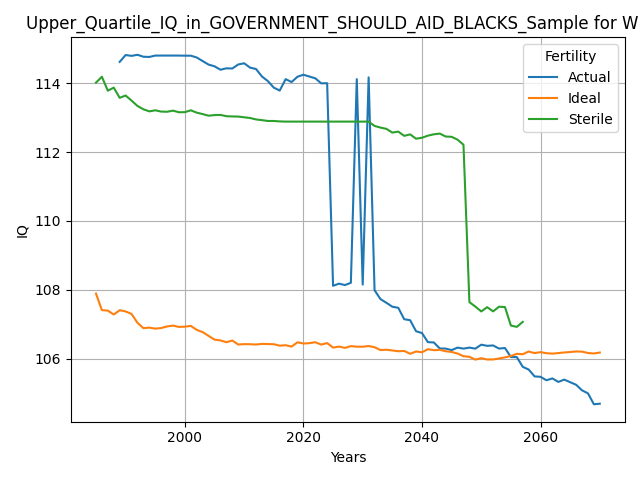 Upper_Quartile_IQ_in_GOVERNMENT_SHOULD_AID_BLACKS_Sample for W
Fertility
Actual
Ideal
Sterile
IQ
114
112
110
108
106
2000
2020
2040
2060
Years